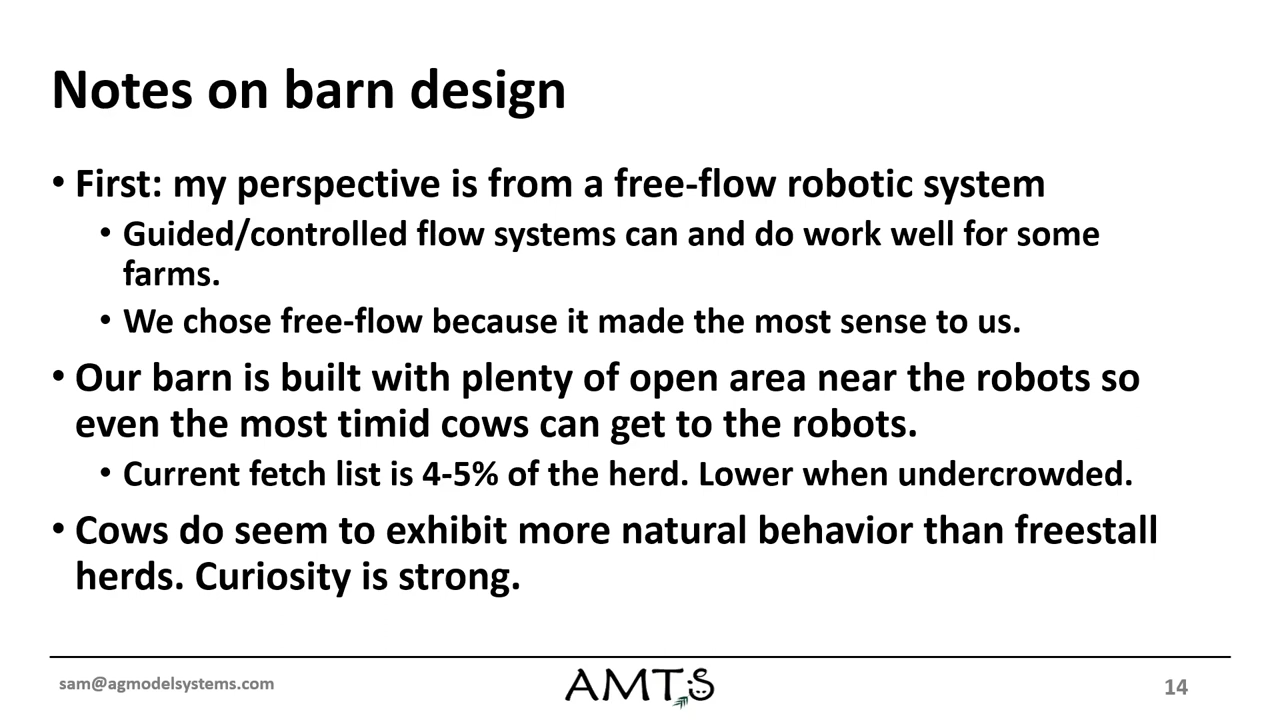 Notes on barn design
• First: my perspective is from a free-flow robotic system
• Guided/controlled flow systems can and do work well for some
farms.
• We chose free-flow because it made the most sense to us.
• Our barn is built with plenty of open area near the robots so
even the most timid cows can get to the robots.
• Current fetch list is 4-5% of the herd. Lower when undercrowded.
• Cows do seem to exhibit more natural behavior than freestall
herds. Curiosity is strong.
sam@agmodelsystems.com
AMTS
14